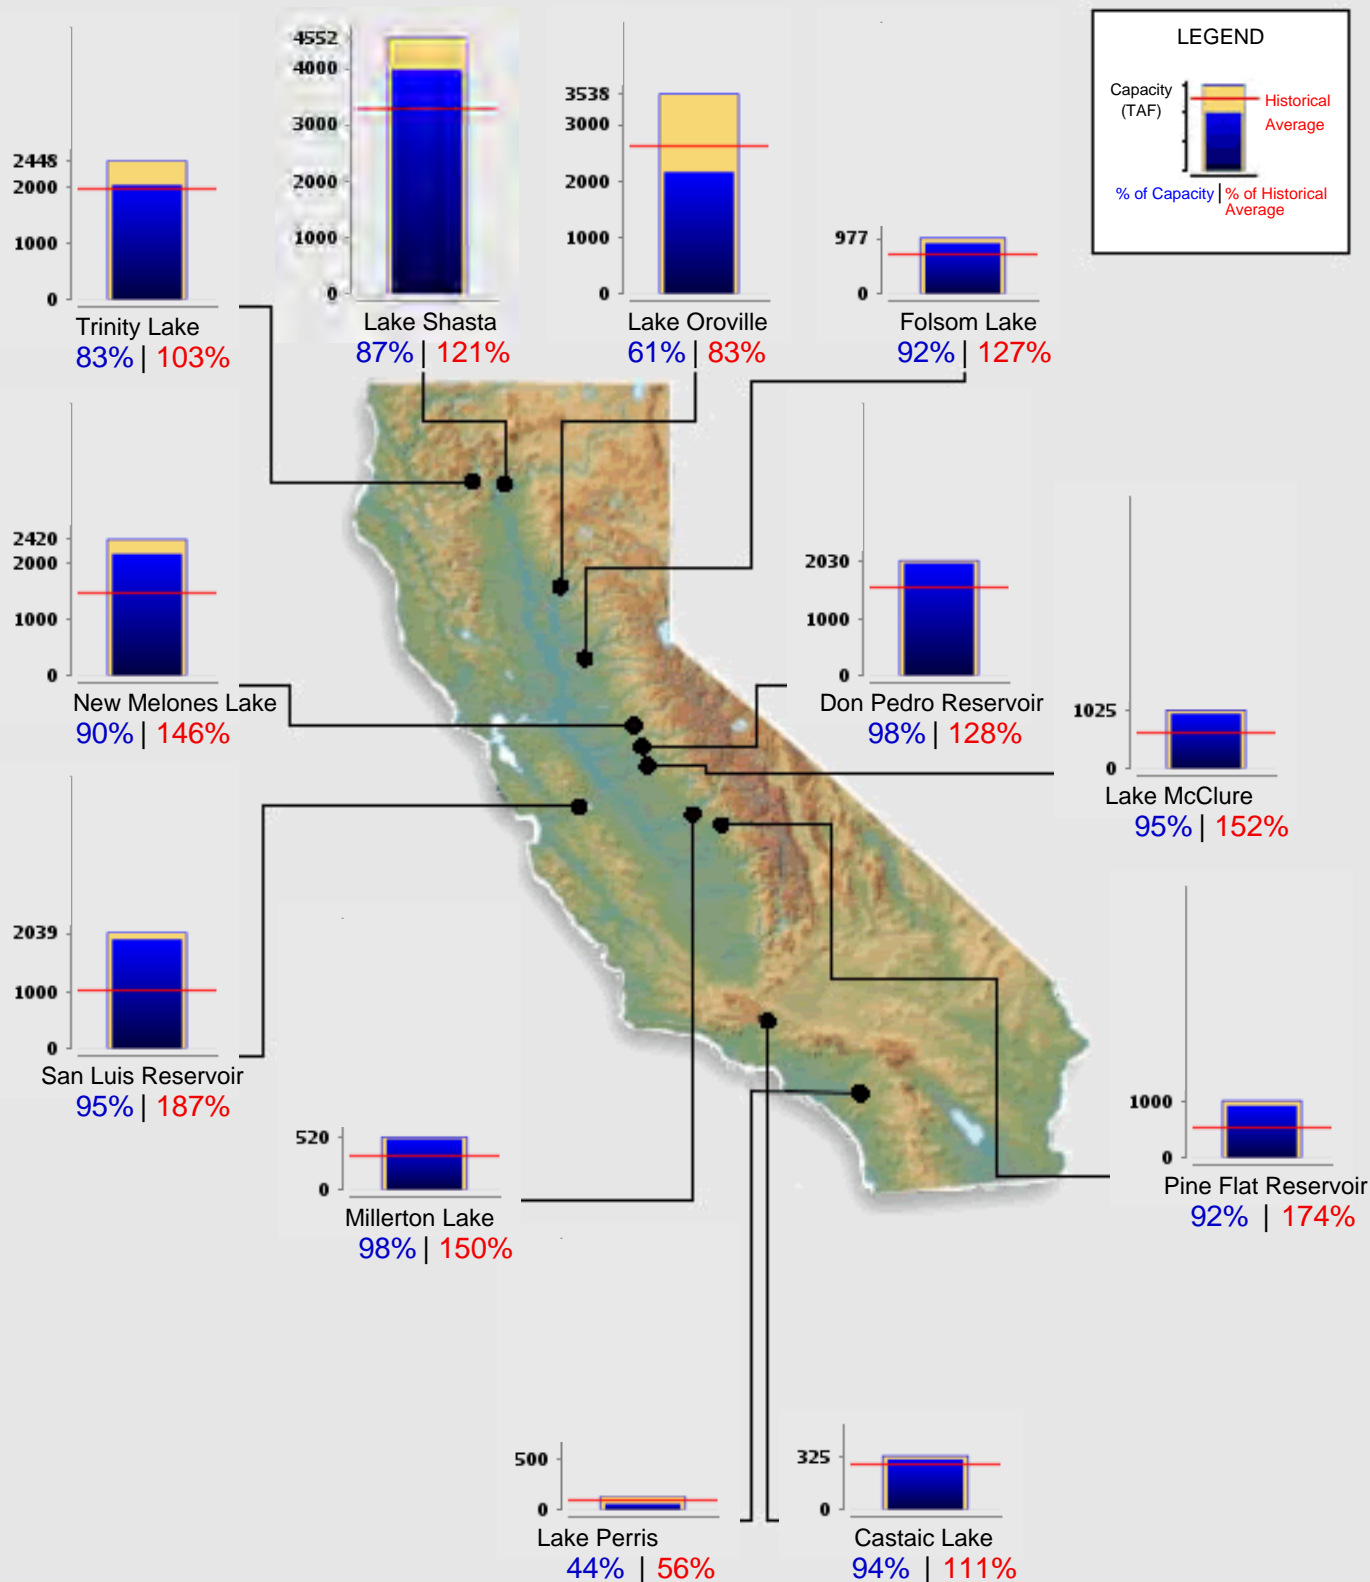 LEGEND
Capacity
(TAF)
Historical
Average
% of Capacity | % of Historical
Average
2448
2000
1000
0
Trinity Lake
83% | 103%
4552
4000
3000
2000
1000
0
Lake Shasta
87% | 121%
3538
3000
2000
1000
0
Lake Oroville
61% | 83%
977
0
Folsom Lake
92% | 127%
2420
2000
1000
0
New Melones Lake
90% | 146%
2030
1000
0
Don Pedro Reservoir
98% | 128%
1025
0
Lake McClure
95% | 152%
2039
1000
0
San Luis Reservoir
95% | 187%
520
0
Millerton Lake
98% | 150%
1000
0
Pine Flat Reservoir
92% | 174%
500
0
Lake Perris
44% | 56%
325
0
Castaic Lake
94% | 111%